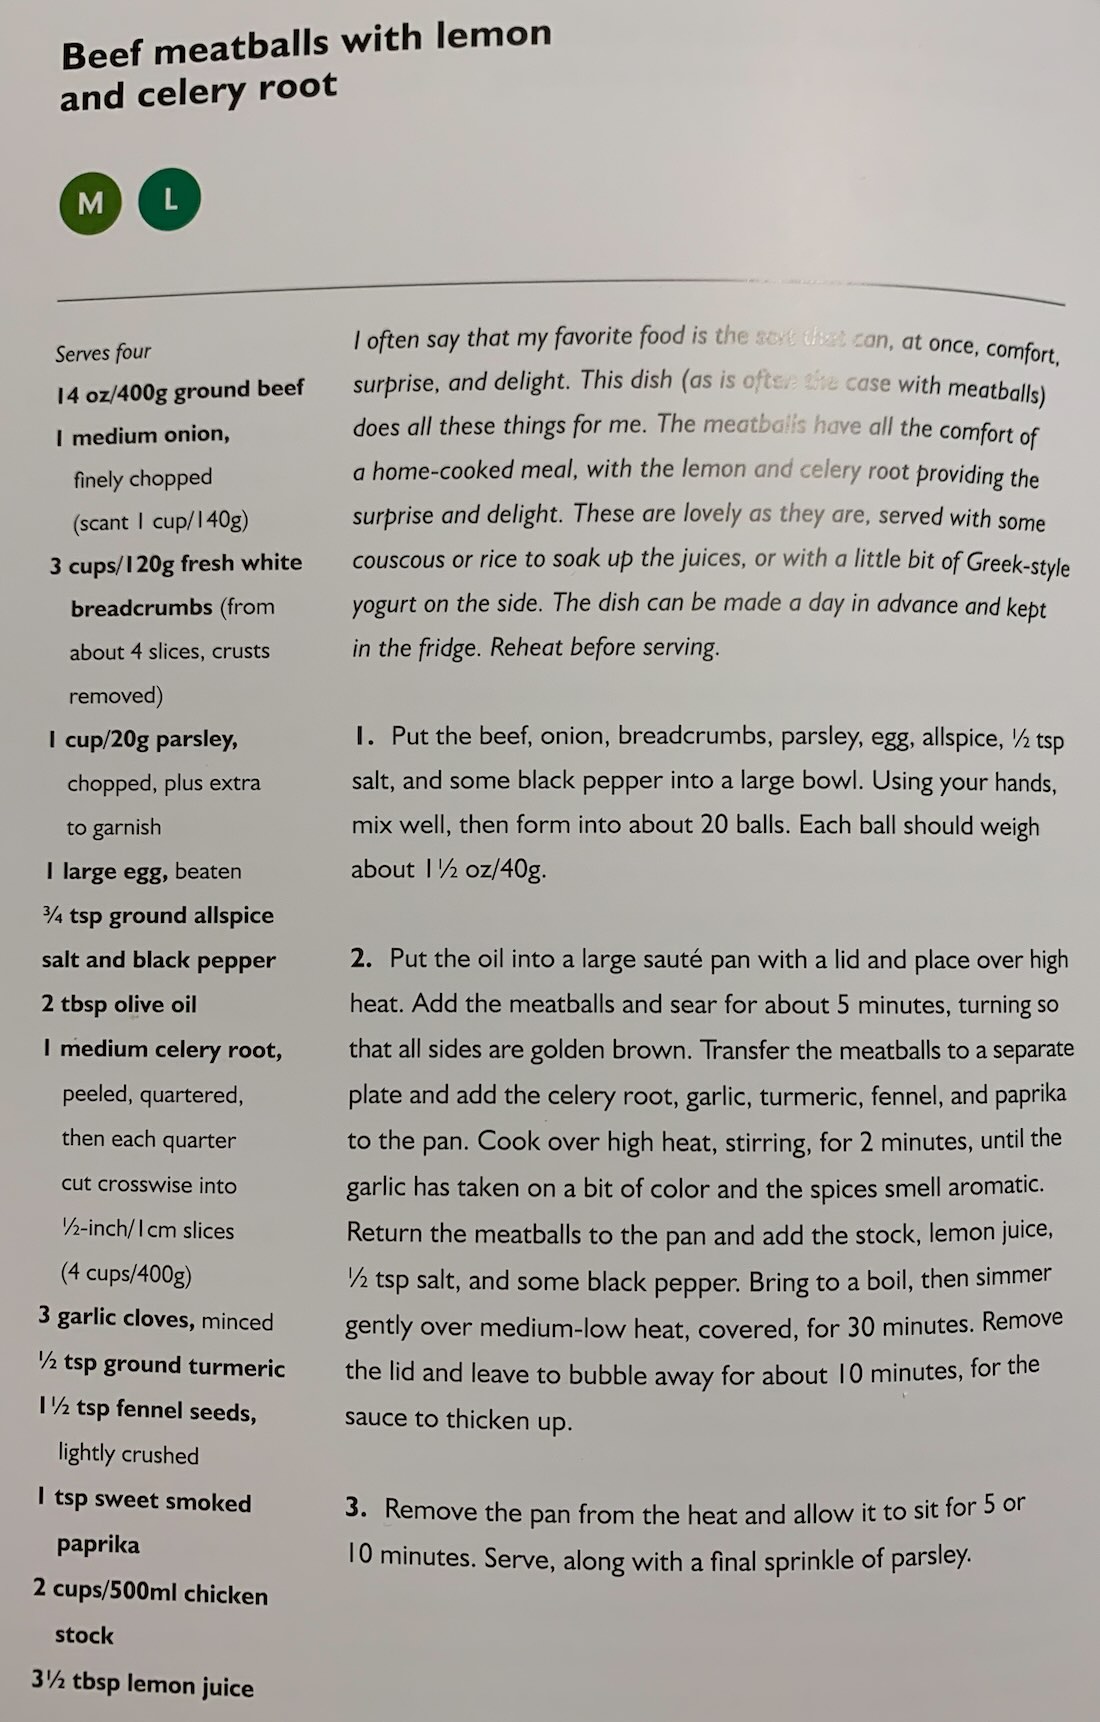 Beef meatballs with lemon
and celery root
M L
Serves four
14 oz/400g ground beef
1 medium onion,
finely chopped
(scant 1 cup/140g)
3 cups/120g fresh white
breadcrumbs (from
about 4 slices, crusts
removed)
1 cup/20g parsley,
chopped, plus extra
to garnish
1 large egg, beaten
¾ tsp ground allspice
salt and black pepper
2 tbsp olive oil
1 medium celery root,
peeled, quartered,
then each quarter
cut crosswise into
½-inch/1cm slices
(4 cups/400g)
3 garlic cloves, minced
½ tsp ground turmeric
1½ tsp fennel seeds,
lightly crushed
1 tsp sweet smoked
paprika
2 cups/500ml chicken
stock
3½ tbsp lemon juice
I often say that my favorite food is the sort that can, at once, comfort,
surprise, and delight. This dish (as is often the case with meatballs)
does all these things for me. The meatballs have all the comfort of
a home-cooked meal, with the lemon and celery root providing the
surprise and delight. These are lovely as they are, served with some
couscous or rice to soak up the juices, or with a little bit of Greek-style
yogurt on the side. The dish can be made a day in advance and kept
in the fridge. Reheat before serving.
1. Put the beef, onion, breadcrumbs, parsley, egg, allspice, ½ tsp
salt, and some black pepper into a large bowl. Using your hands,
mix well, then form into about 20 balls. Each ball should weigh
about 1½ oz/40g.
2. Put the oil into a large sauté pan with a lid and place over high
heat. Add the meatballs and sear for about 5 minutes, turning so
that all sides are golden brown. Transfer the meatballs to a separate
plate and add the celery root, garlic, turmeric, fennel, and paprika
to the pan. Cook over high heat, stirring, for 2 minutes, until the
garlic has taken on a bit of color and the spices smell aromatic.
Return the meatballs to the pan and add the stock, lemon juice,
½ tsp salt, and some black pepper. Bring to a boil, then simmer
gently over medium-low heat, covered, for 30 minutes. Remove
the lid and leave to bubble away for about 10 minutes, for the
sauce to thicken up.
3. Remove the pan from the heat and allow it to sit for 5 or
10 minutes. Serve, along with a final sprinkle of parsley.